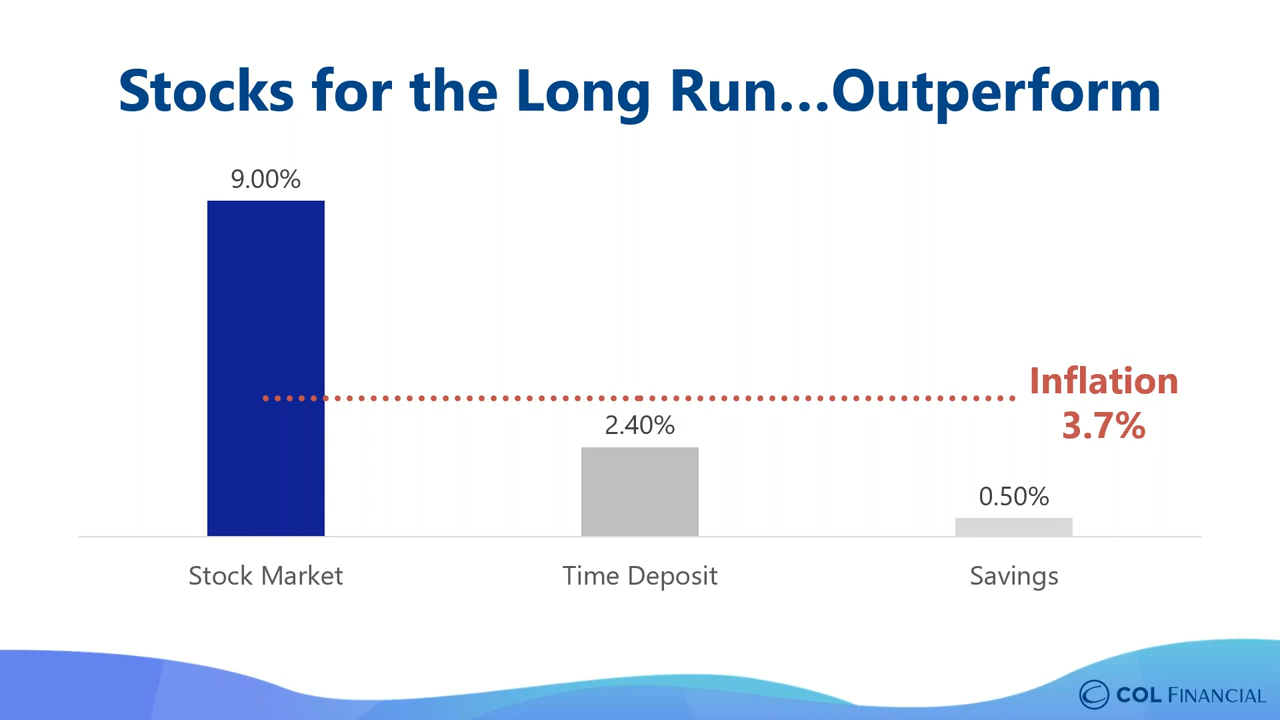 Stocks for the Long Run...Outperform
9.00%
Inflation
3.7%
2.40%
0.50%
Stock Market
Time Deposit
Savings
COL FINANCIAL